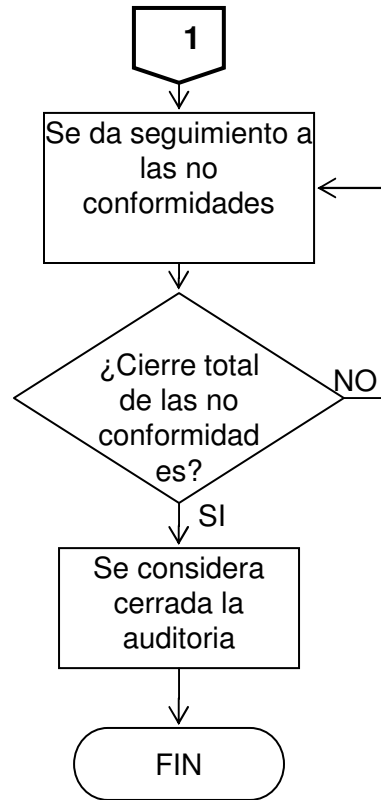 1
Se da seguimiento a
las no
conformidades
¿Cierre total
de las no
conformidad
es?
NO
SI
Se considera
cerrada la
auditoria
FIN